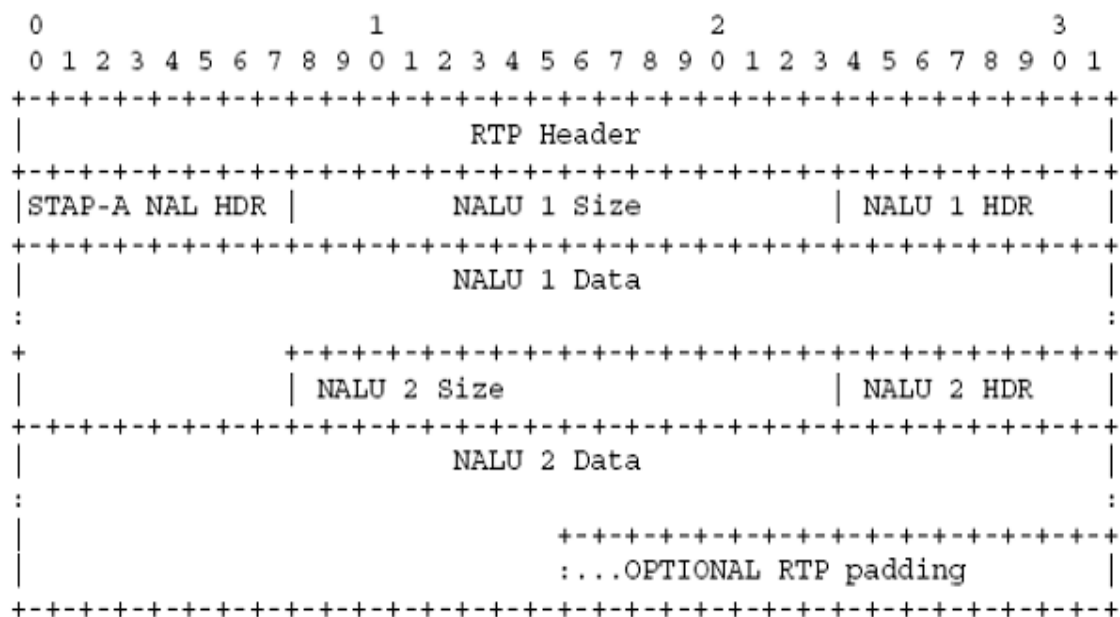 0                   1                   2                   3
0 1 2 3 4 5 6 7 8 9 0 1 2 3 4 5 6 7 8 9 0 1 2 3 4 5 6 7 8 9 0 1
+-+-+-+-+-+-+-+-+-+-+-+-+-+-+-+-+-+-+-+-+-+-+-+-+-+-+-+-+-+-+-+-+
|                          RTP Header                           |
+-+-+-+-+-+-+-+-+-+-+-+-+-+-+-+-+-+-+-+-+-+-+-+-+-+-+-+-+-+-+-+-+
|STAP-A NAL HDR |         NALU 1 Size           | NALU 1 HDR    |
+-+-+-+-+-+-+-+-+-+-+-+-+-+-+-+-+-+-+-+-+-+-+-+-+-+-+-+-+-+-+-+-+
|                         NALU 1 Data                           |
:                                                               :
+               +-+-+-+-+-+-+-+-+-+-+-+-+-+-+-+-+-+-+-+-+-+-+-+-+
|               | NALU 2 Size                   | NALU 2 HDR    |
+-+-+-+-+-+-+-+-+-+-+-+-+-+-+-+-+-+-+-+-+-+-+-+-+-+-+-+-+-+-+-+-+
|                         NALU 2 Data                           |
:                                                               :
|                               +-+-+-+-+-+-+-+-+-+-+-+-+-+-+-+-+
|                               :...OPTIONAL RTP padding        |
+-+-+-+-+-+-+-+-+-+-+-+-+-+-+-+-+-+-+-+-+-+-+-+-+-+-+-+-+-+-+-+-+